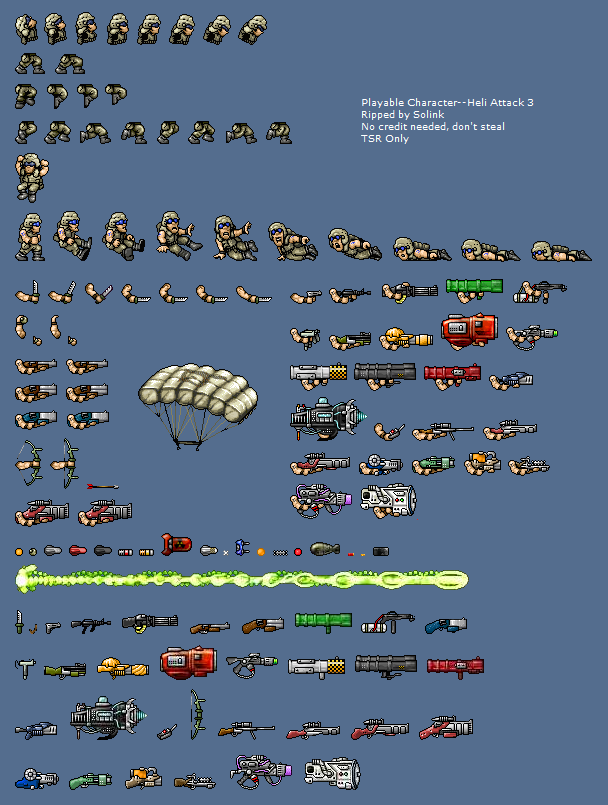 Playable Character--Heli Attack 3
Ripped by Solink
No credit needed, don't steal
TSR Only